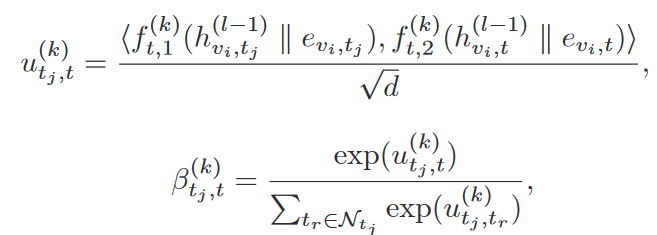 $$u_{t_j,t}^{(k)} = \frac{\langle f_{t,1}^{(k)}(h_{v_i,t_j}^{(l-1)} \parallel e_{v_i,t_j}), f_{t,2}^{(k)}(h_{v_i,t}^{(l-1)} \parallel e_{v_i,t})\rangle}{\sqrt{d}},$$
$$\beta_{t_j,t}^{(k)} = \frac{\exp(u_{t_j,t}^{(k)})}{\sum_{t_r \in \mathcal{N}_{t_j}} \exp(u_{t_j,t_r}^{(k)})},$$